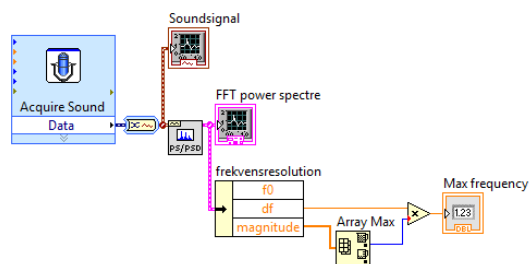 Soundsignal
Acquire Sound
Data
FFT power spectre
PS/PSD
frekvensresolution
f0
df
magnitude
Array Max
Max frequency
1.23
DBL